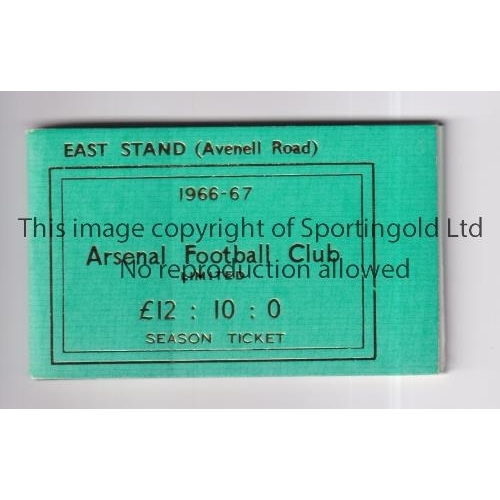 EAST STAND (Avenell Road)
1966-67
This image copyright of Sportingold Ltd
Arsenal Football Club
No reproduction allowed
LIMITED
£12 : 10 : 0
SEASON TICKET